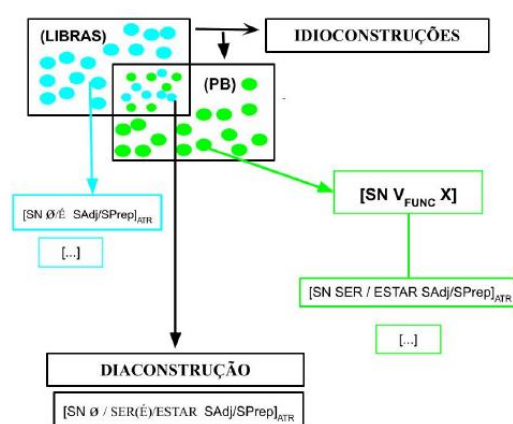 (LIBRAS)
IDIOCONSTRUÇÕES
(PB)
[SN Ø/É SAdj/SPrep]ATR
[...]
[SN VFUNC X]
[SN SER / ESTAR SAdj/SPrep]ATR
[...]
DIACONSTRUÇÃO
[SN Ø / SER(É)/ESTAR SAdj/SPrep]ATR